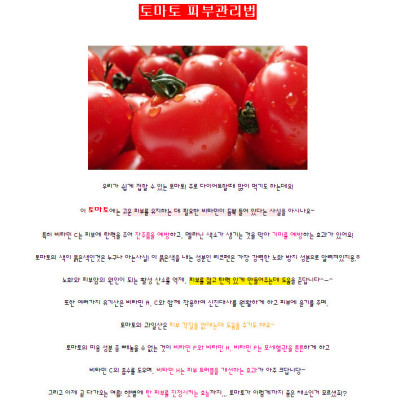 토마토 피부관리법
우리가 쉽게 접할 수 있는 토마토! 주로 다이어트할때 많이 먹기도 하는데요!
이 토마토에는 고운 피부를 유지하는 데 필요한 비타민이 듬뿍 들어 있다는 사실을 아시나요~
특히 비타민 C는 피부에 탄력을 주어 잔주름을 예방하고, 멜라닌 색소가 생기는 것을 막아 기미를 예방하는 효과가 있어요!
토마토의 색이 붉은색인것은 누구나 아는사실! 이 붉은색을 내는 성분인 리코펜은 가장 강력한 노화 방지 성분으로 알려져있지요^^
노화와 피부암의 원인이 되는 활성 산소를 억제, 피부를 젊고 탄력 있게 만들어주는데 도움을 준답니다~~
또한 여러가지 유기산은 비타민 A, C와 함께 작용하여 신진대사를 원활하게 하고 피부에 윤기를 주며,
토마토의 과일산은 피부 각질을 없애는데 도움을 주기도 해요~
토마토의 미용 성분 중 빼놓을 수 없는 것이 비타민 P와 비타민 H, 비타민 P는 모세혈관을 튼튼하게 하고
비타민 C의 흡수를 도우며, 비타민 H는 피부 트러블을 개선하는 효과가 아주 크답니다~
그리고 이제 곧 다가오는 여름! 햇볕에 탄 피부를 진정시키는 효능까지... 토마토가 이렇게까지 좋은 채소인거 모르셨죠?